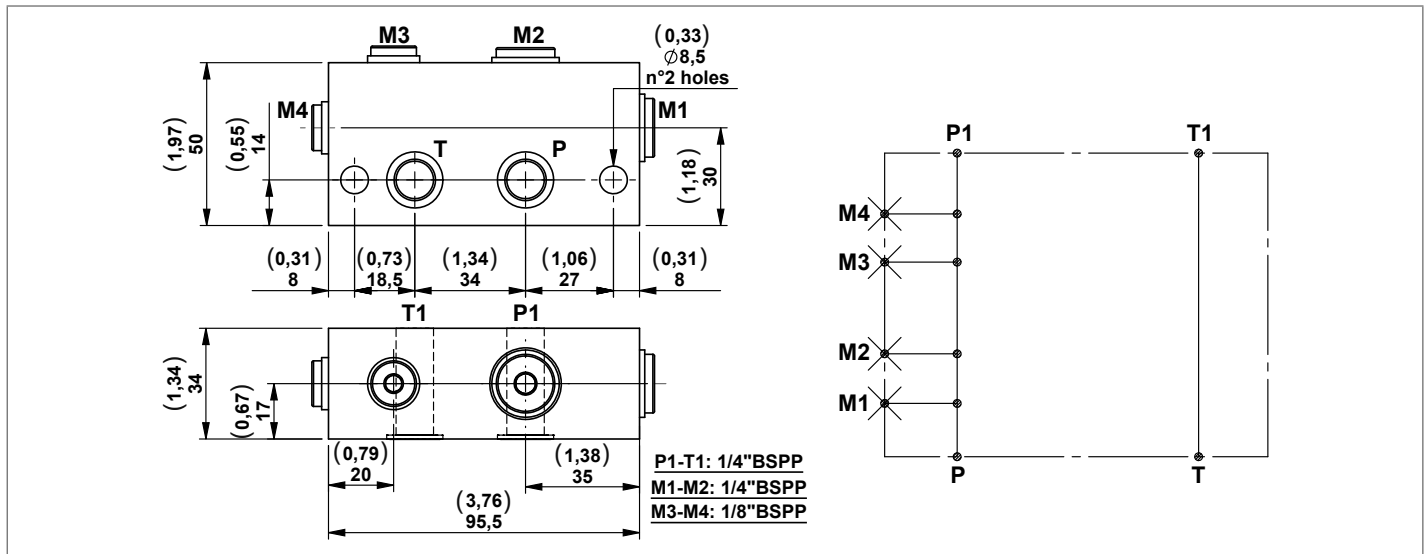 M3
M2
(0,33)
∅8,5
n°2 holes
M4
M1
(1,97)
50
(0,55)
14
T
P
(1,18)
30
(0,31)
8
(0,73)
18,5
(1,34)
34
(1,06)
27
(0,31)
8
T1
P1
(1,34)
34
(0,67)
17
(0,79)
20
(1,38)
35
(3,76)
95,5
P1-T1: 1/4"BSPP
M1-M2: 1/4"BSPP
M3-M4: 1/8"BSPP
P1
T1
M4
M3
M2
M1
P
T